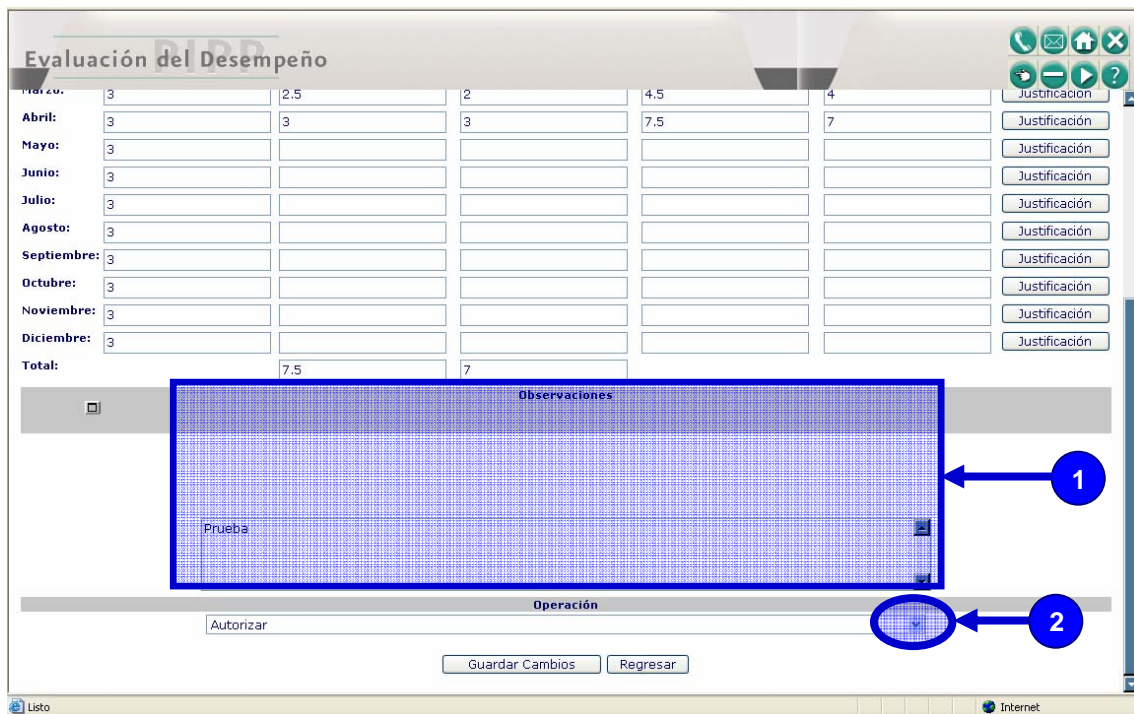 PIPP
Evaluación del Desempeño
Marzo: 3 2.5 2 4.5 4 Justificación
Abril: 3 3 3 7.5 7 Justificación
Mayo: 3 Justificación
Junio: 3 Justificación
Julio: 3 Justificación
Agosto: 3 Justificación
Septiembre: 3 Justificación
Octubre: 3 Justificación
Noviembre: 3 Justificación
Diciembre: 3 Justificación
Total: 7.5 7
Observaciones
1
Prueba
Operación
Autorizar
2
Guardar Cambios Regresar
Listo Internet